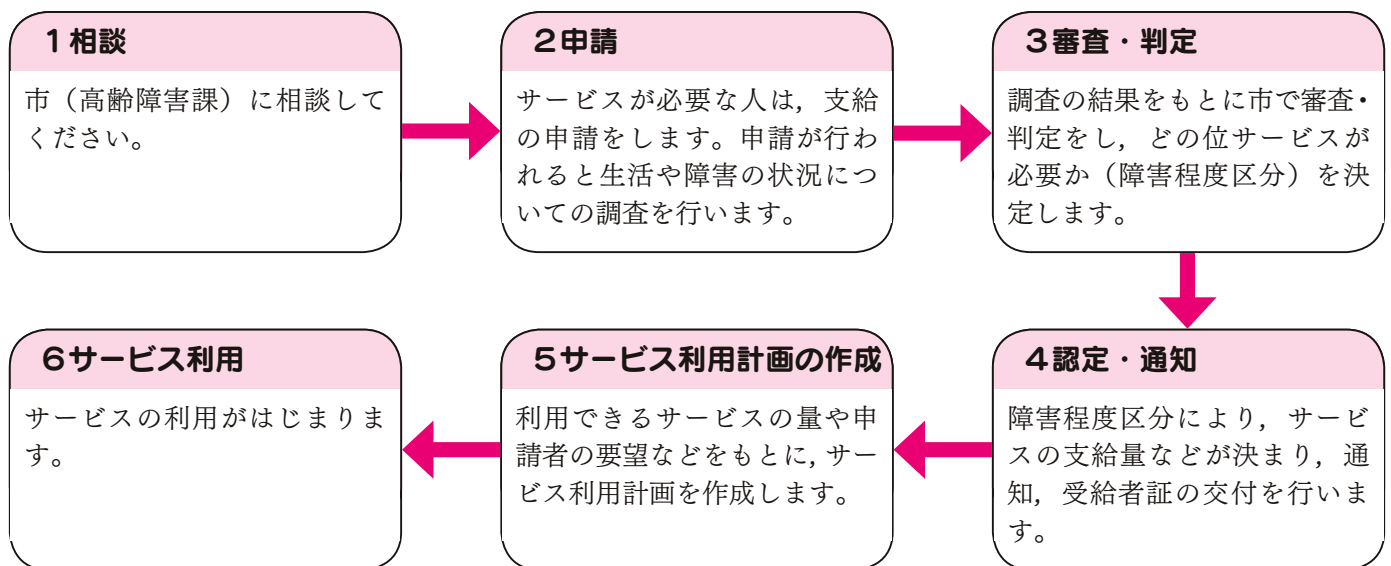 1相談
市（高齢障害課）に相談して
ください。
2申請
サービスが必要な人は，支給
の申請をします。申請が行わ
れると生活や障害の状況につ
いての調査を行います。
3審査・判定
調査の結果をもとに市で審査・
判定をし，どの位サービスが
必要か（障害程度区分）を決
定します。
4認定・通知
障害程度区分により，サービ
スの支給量などが決まり，通
知，受給者証の交付を行いま
す。
5サービス利用計画の作成
利用できるサービスの量や申
請者の要望などをもとに，サー
ビス利用計画を作成します。
6サービス利用
サービスの利用がはじまりま
す。